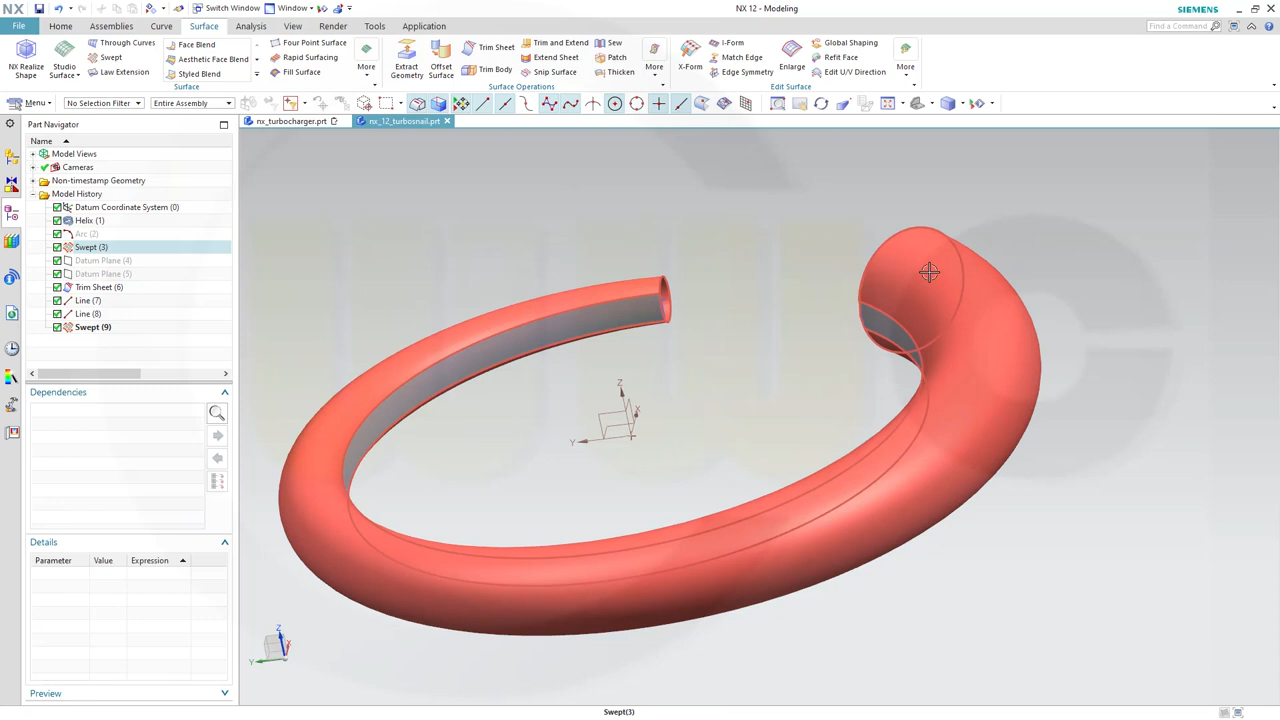 NX Switch Window Window NX 12 - Modeling SIEMENS
File Home Assemblies Curve Surface Analysis View Render Tools Application Find a Command
NX Realize Shape Studio Surface Through Curves Swept Law Extension Face Blend Aesthetic Face Blend Styled Blend Four Point Surface Rapid Surfacing Fill Surface More Surface
Extract Geometry Offset Surface Trim Sheet Trim Body Trim and Extend Extend Sheet Snip Surface Sew Patch Thicken More Surface Operations
X-Form I-Form Match Edge Edge Symmetry Enlarge Global Shaping Refit Face Edit U/V Direction More Edit Surface
Menu No Selection Filter Entire Assembly
Part Navigator nx_turbocharger.prt nx_12_turbosnail.prt
Name
Model Views
Cameras
Non-timestamp Geometry
Model History
Datum Coordinate System (0)
Helix (1)
Arc (2)
Swept (3)
Datum Plane (4)
Datum Plane (5)
Trim Sheet (6)
Line (7)
Line (8)
Swept (9)
Dependencies
Z
X
Y
Details
Parameter Value Expression
Z
X
Y
Preview
Swept(3)